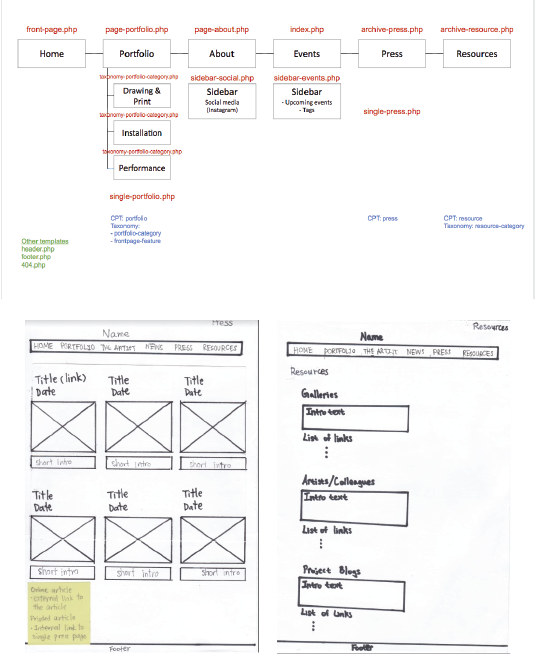 front-page.php page-portfolio.php page-about.php index.php archive-press.php archive-resource.php
Home Portfolio About Events Press Resources
taxonomy-portfolio-category.php
Drawing &
Print
taxonomy-portfolio-category.php
Installation
taxonomy-portfolio-category.php
Performance
single-portfolio.php
sidebar-social.php
Sidebar
Social media
(Instagram)
sidebar-events.php
Sidebar
- Upcoming events
- Tags
single-press.php
CPT: portfolio
Taxonomy:
- portfolio-category
- frontpage-feature
CPT: press
CPT: resource
Taxonomy: resource-category
Other templates
header.php
footer.php
404.php
Press
Name
HOME PORTFOLIO THE ARTIST NEWS PRESS RESOURCES
Title (link) Title Title
Date Date Date
Short intro Short intro Short intro
Title Title Title
Date Date Date
Short intro Short intro Short intro
Online article
- external link to
the article
Printed article
- Internal link to
single press page
Footer
Resources
Name
HOME PORTFOLIO THE ARTIST NEWS PRESS RESOURCES
Resources
Galleries
Intro text
List of links
Artists/Colleagues
Intro text
List of links
Project Blogs
Intro text
List of Links
Footer